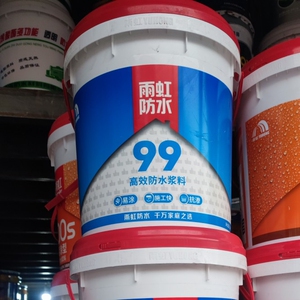 雨虹
防水
99
高效防水浆料
易涂 施工快 抗渗
雨虹防水 千万家庭之选
0s